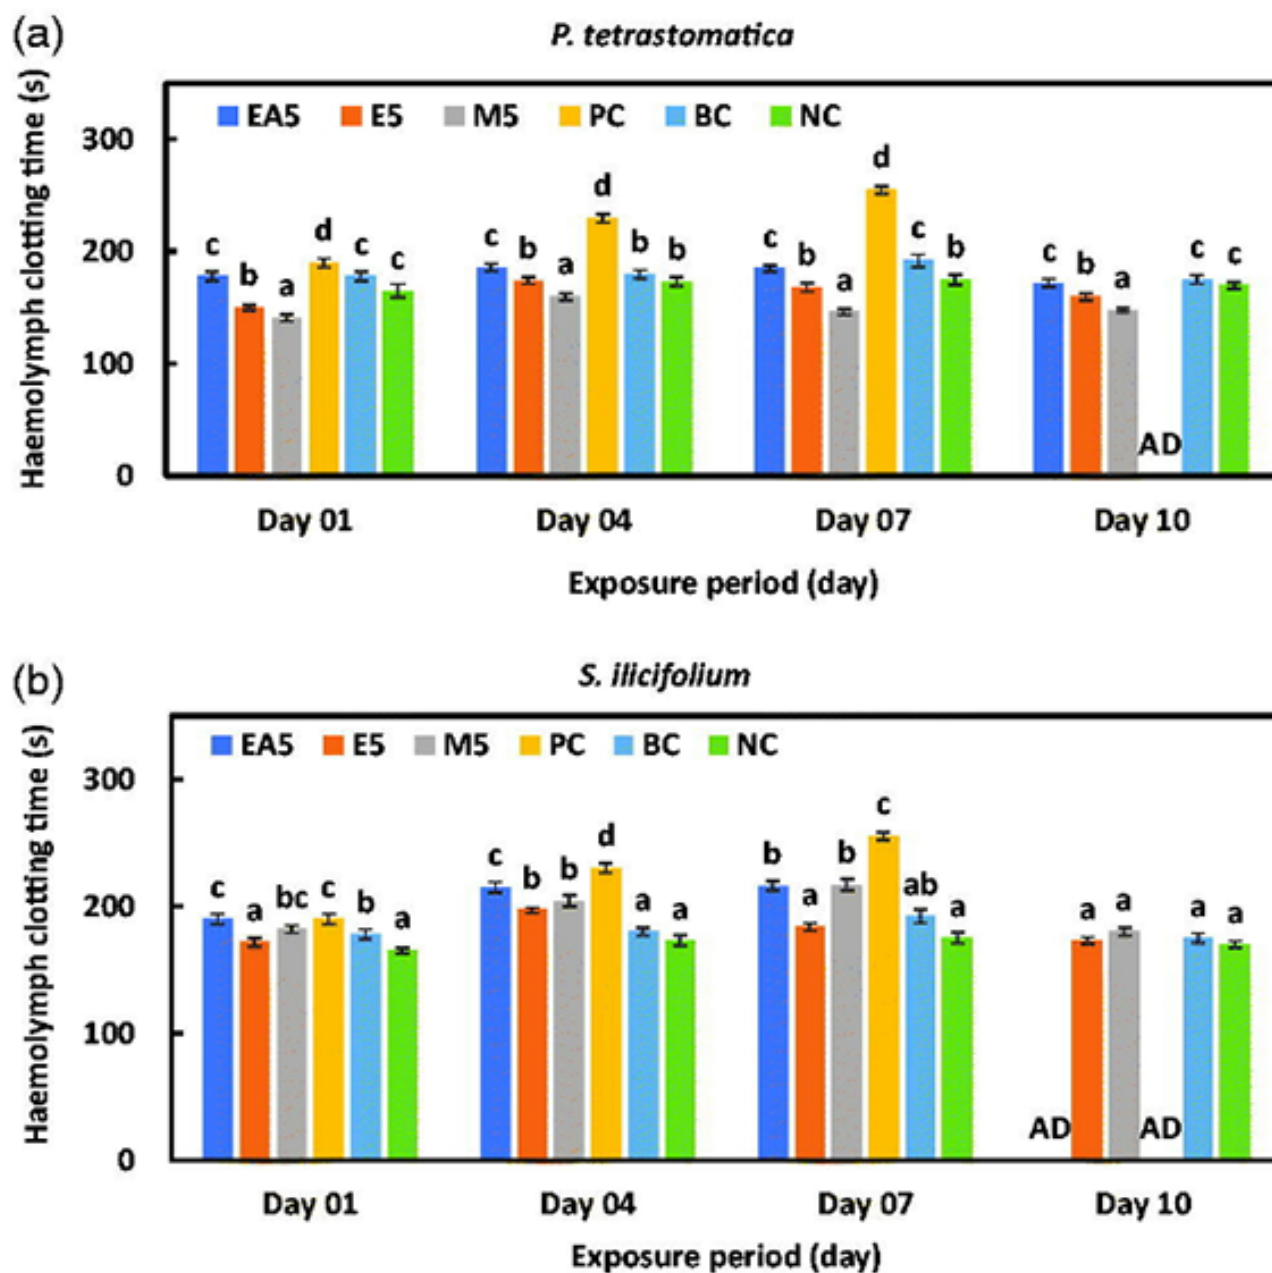 (a)
P. tetrastomatica
Haemolymph clotting time (s)
EA5 E5 M5 PC BC NC
300
200
100
0
c b a d c c
c b a d b b
c b a d c b
c b a AD c c
Day 01 Day 04 Day 07 Day 10
Exposure period (day)
(b)
S. ilicifolium
Haemolymph clotting time (s)
EA5 E5 M5 PC BC NC
300
200
100
0
c a bc c b a
c b b d a a
b a b c ab a
AD a a AD a a
Day 01 Day 04 Day 07 Day 10
Exposure period (day)